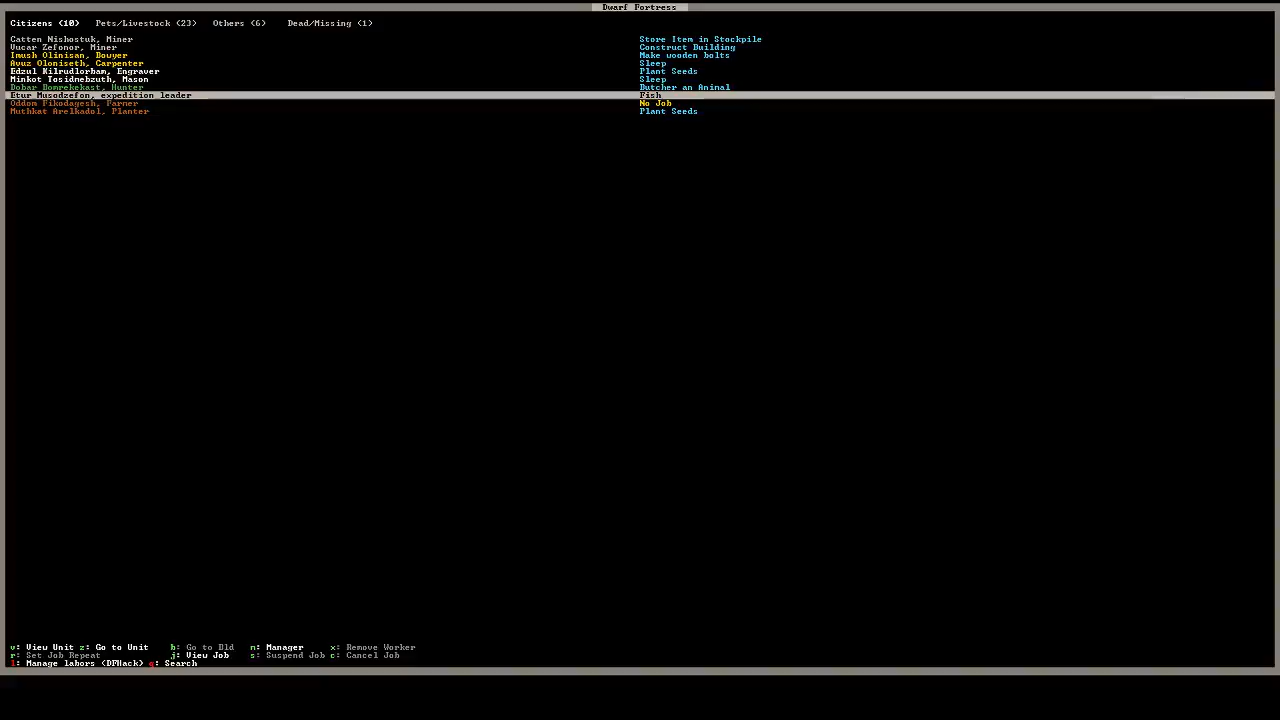 Dwarf Fortress
Citizens (10) Pets/Livestock (23) Others (6) Dead/Missing (1)
Catten Nishostuk, Miner Store Item in Stockpile
Vucar Zefonor, Miner Construct Building
Imush Olinisan, Bowyer Make wooden bolts
Avuz Oloniseth, Carpenter Sleep
Edzul Kilrudlorbam, Engraver Plant Seeds
Minkot Tosidnebzuth, Mason Sleep
Dobar Domrekekast, Hunter Butcher an Animal
Etur Musodzefon, expedition leader Fish
Oddom Fikodagesh, Farmer No Job
Muthkat Arelkadol, Planter Plant Seeds
v: View Unit z: Go to Unit b: Go to Bld m: Manager x: Remove Worker
r: Set Job Repeat j: View Job s: Suspend Job c: Cancel Job
l: Manage labors (DFHack) q: Search